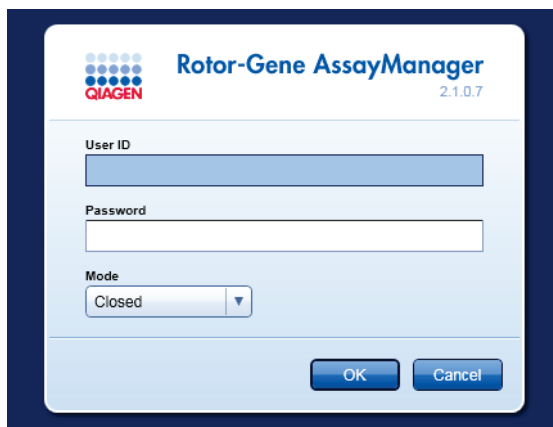 Rotor-Gene AssayManager
QIAGEN
2.1.0.7
User ID
Password
Mode
Closed
OK Cancel